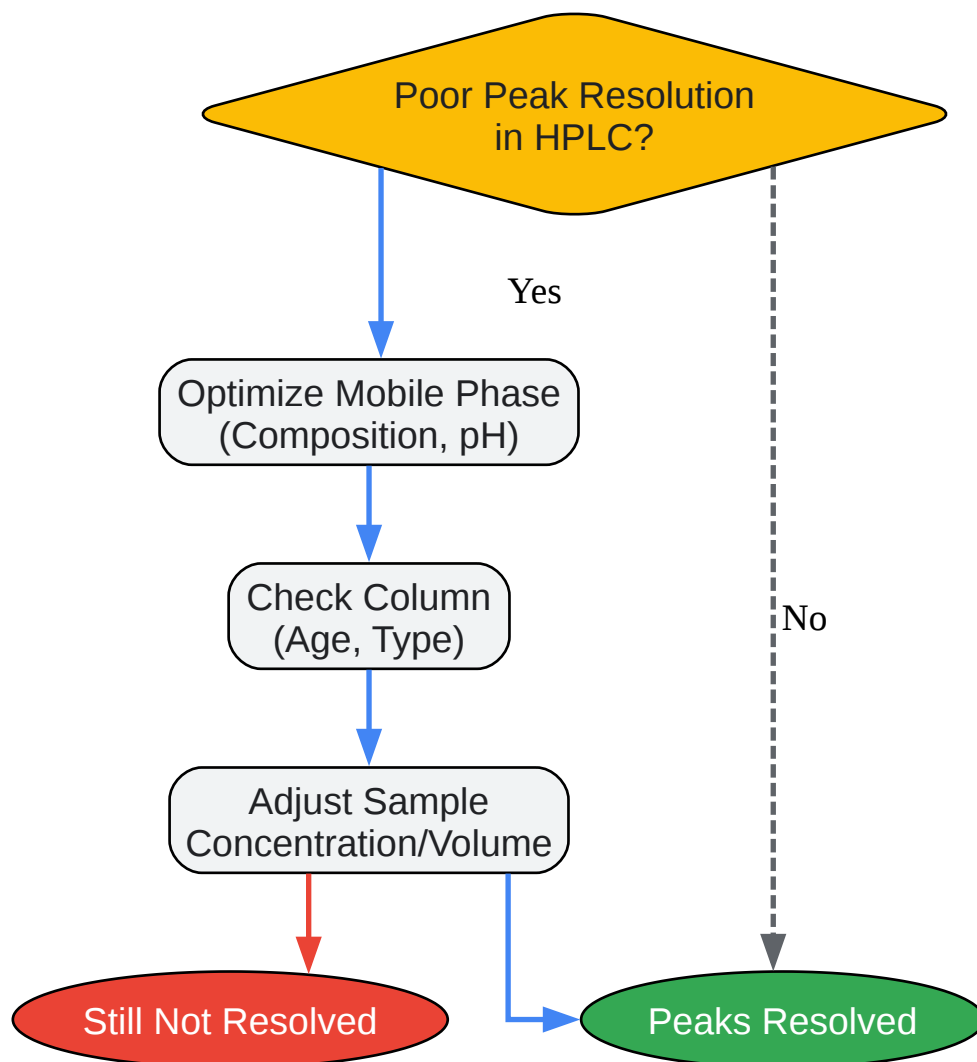 Poor Peak Resolution
in HPLC?
Yes
Optimize Mobile Phase
(Composition, pH)
Check Column
(Age, Type)
No
Adjust Sample
Concentration/Volume
Still Not Resolved
Peaks Resolved